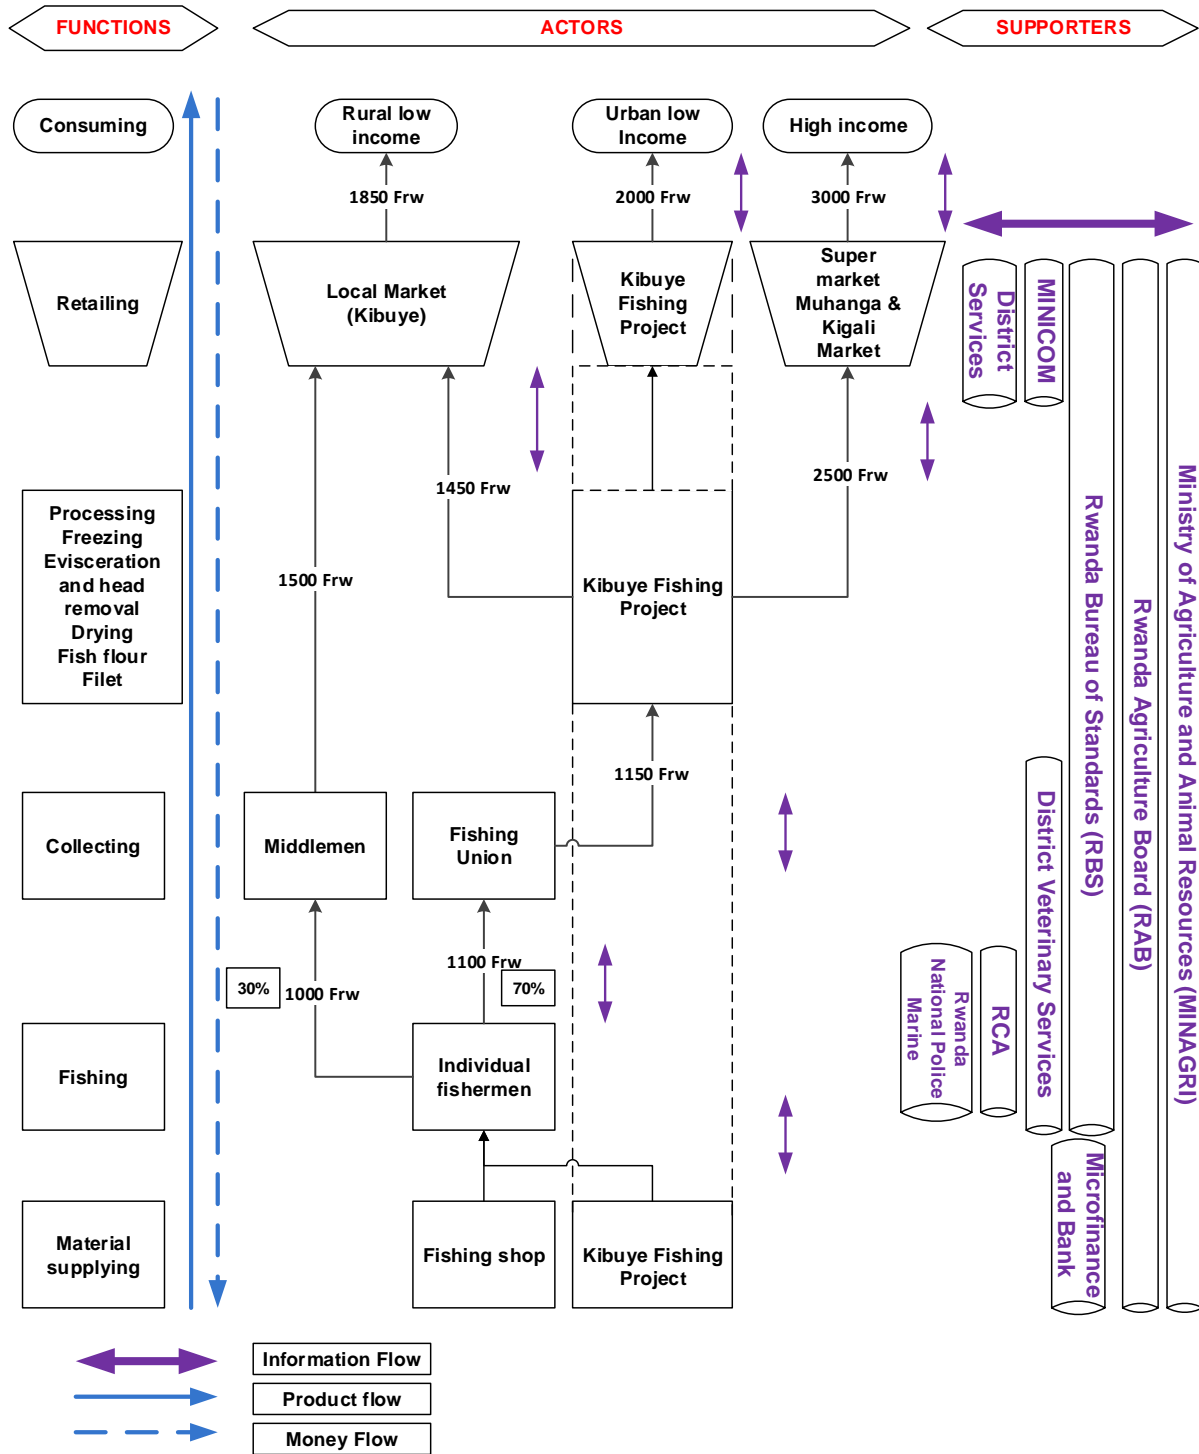 FUNCTIONS
ACTORS
SUPPORTERS
Consuming
Rural low
income
Urban low
Income
High income
1850 Frw
2000 Frw
3000 Frw
Retailing
Local Market
(Kibuye)
Kibuye
Fishing
Project
Super
market
Muhanga &
Kigali
Market
District
Services
MINICOM
Rwanda Bureau of Standards (RBS)
Rwanda Agriculture Board (RAB)
Ministry of Agriculture and Animal Resources (MINAGRI)
1450 Frw
2500 Frw
Processing
Freezing
Evisceration
and head
removal
Drying
Fish flour
Filet
1500 Frw
Kibuye Fishing
Project
1150 Frw
Collecting
Middlemen
Fishing
Union
District Veterinary Services
30%
1000 Frw
1100 Frw
70%
Rwanda
National Police
Marine
RCA
Fishing
Individual
fishermen
Material
supplying
Fishing shop
Kibuye Fishing
Project
Microfinance
and Bank
Information Flow
Product flow
Money Flow